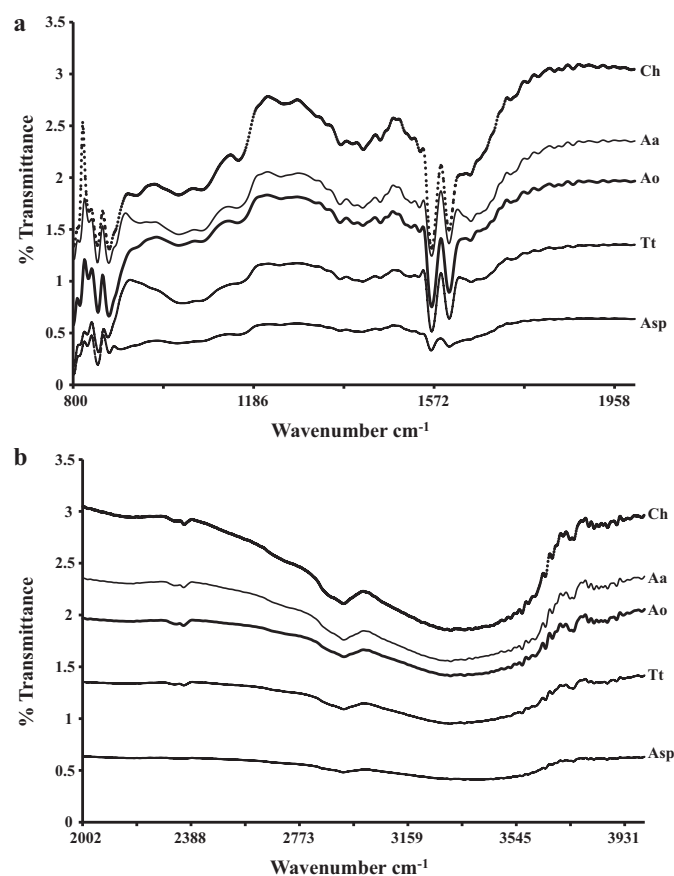 a
3.5
3
2.5
2
1.5
1
0.5
0
% Transmittance
Ch
Aa
Ao
Tt
Asp
800 1186 1572 1958
Wavenumber cm-1
b
3.5
3
2.5
2
1.5
1
0.5
0
% Transmittance
Ch
Aa
Ao
Tt
Asp
2002 2388 2773 3159 3545 3931
Wavenumber cm-1